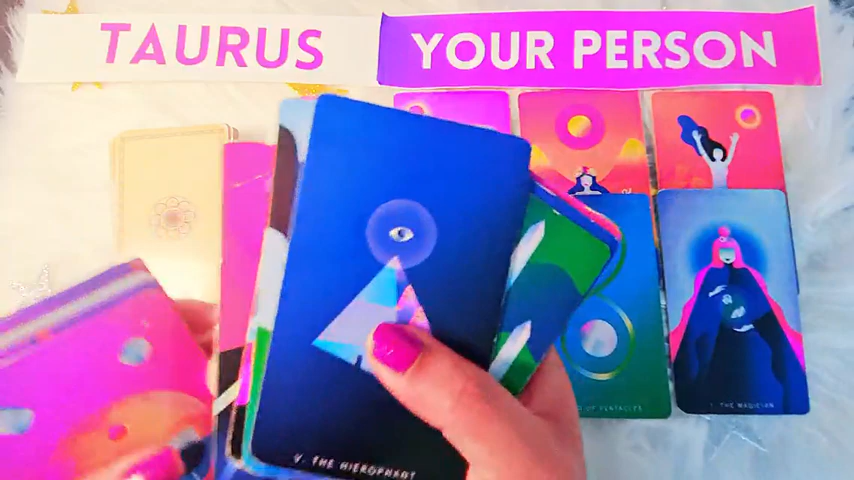 TAURUS
YOUR PERSON
V. THE HIEROPHANT
OF PENTACLES
I. THE MAGICIAN